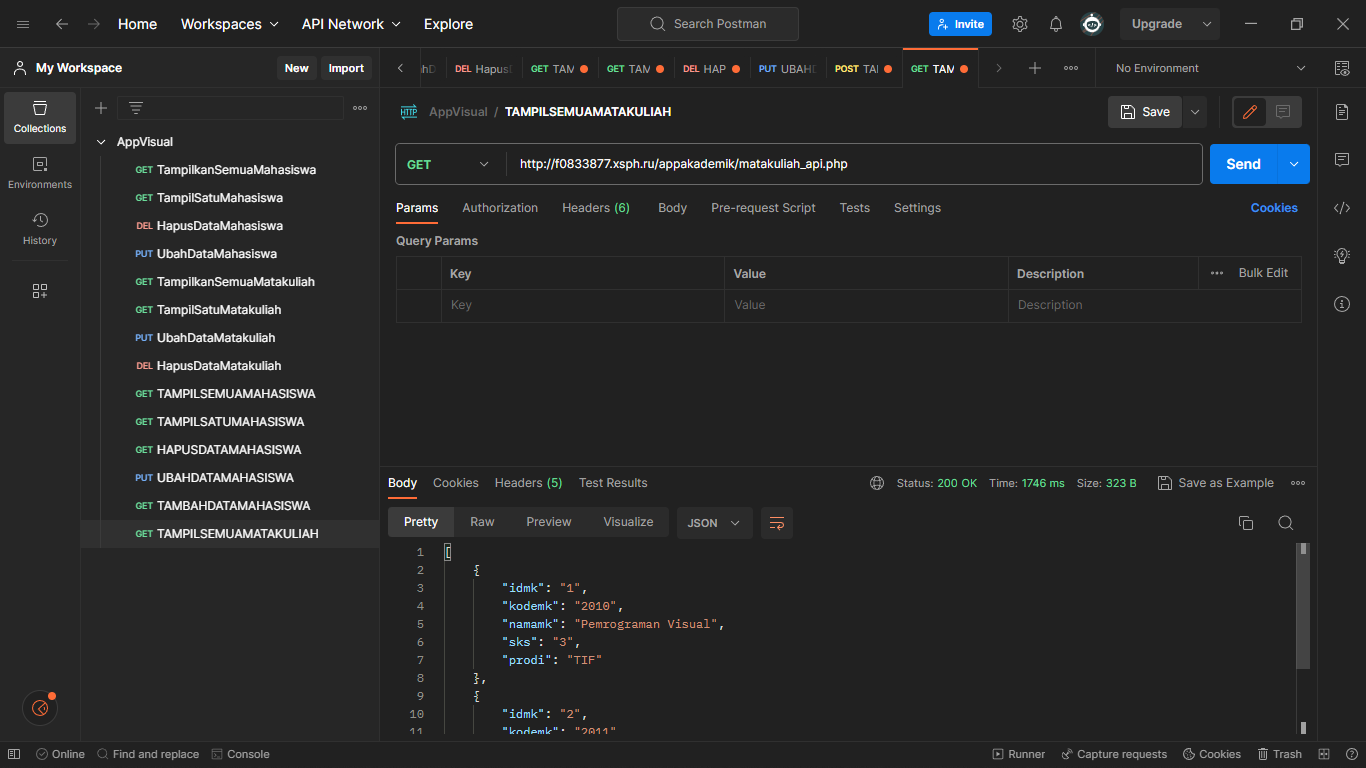 Home Workspaces API Network Explore Search Postman Invite Upgrade
My Workspace New Import
DEL Hapus GET TAM GET TAM DEL HAP PUT UBAH POST TA GET TAM No Environment
Collections
Environments
History
AppVisual
GET TampilkanSemuaMahasiswa
GET TampilSatuMahasiswa
DEL HapusDataMahasiswa
PUT UbahDataMahasiswa
GET TampilkanSemuaMatakuliah
GET TampilSatuMatakuliah
PUT UbahDataMatakuliah
DEL HapusDataMatakuliah
GET TAMPILSEMUAMAHASISWA
GET TAMPILSATUMAHASISWA
GET HAPUSDATAMAHASISWA
PUT UBAHDATAMAHASISWA
GET TAMBAHDATAMAHASISWA
GET TAMPILSEMUAMATAKULIAH
HTTP AppVisual / TAMPILSEMUAMATAKULIAH Save
GET http://f0833877.xsph.ru/appakademik/matakuliah_api.php Send
Params Authorization Headers (6) Body Pre-request Script Tests Settings Cookies
Query Params
Key Value Description Bulk Edit
Key Value Description
Body Cookies Headers (5) Test Results Status: 200 OK Time: 1746 ms Size: 323 B Save as Example
Pretty Raw Preview Visualize JSON
1 [
2 {
3 "idmk": "1",
4 "kodemk": "2010",
5 "namamk": "Pemrograman Visual",
6 "sks": "3",
7 "prodi": "TIF"
8 },
9 {
10 "idmk": "2",
11 "kodemk": "2011"
Online Find and replace Console Runner Capture requests Cookies Trash